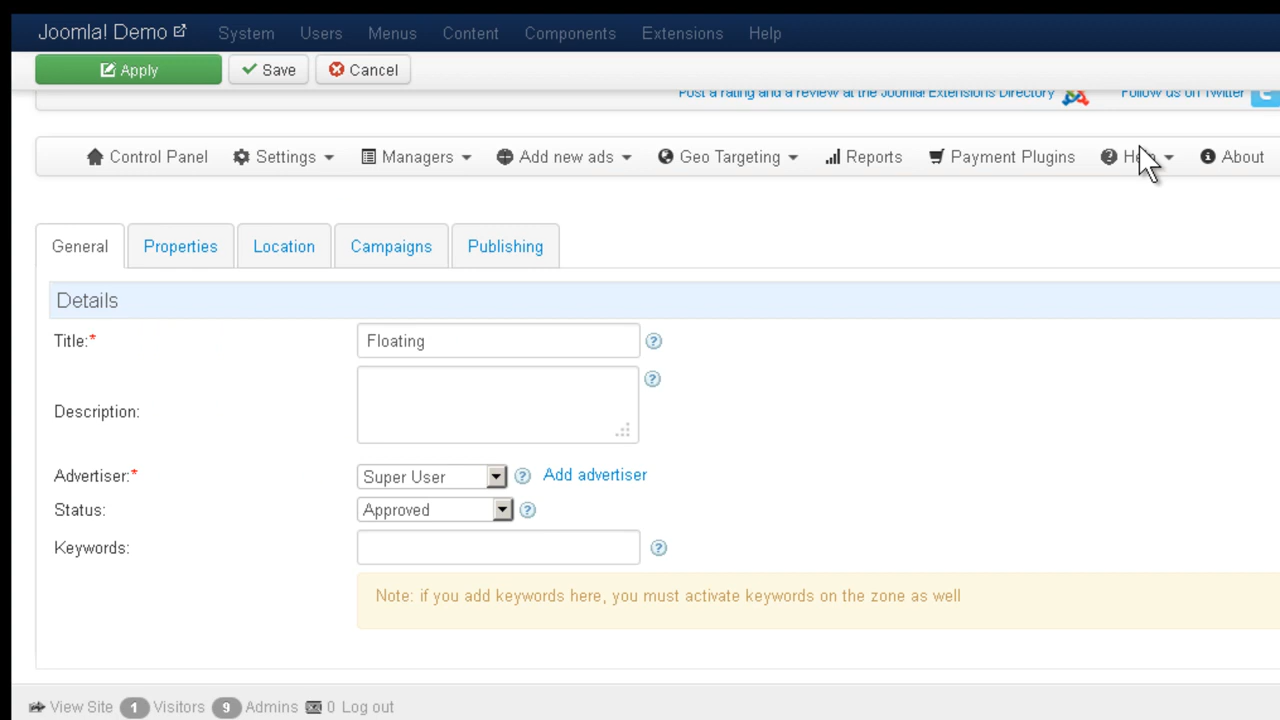 Joomla! Demo System Users Menus Content Components Extensions Help
Apply Save Cancel
Post a rating and a review at the Joomla! Extensions Directory Follow us on Twitter
Control Panel Settings Managers Add new ads Geo Targeting Reports Payment Plugins Help About
General Properties Location Campaigns Publishing
Details
Title:* Floating
Description:
Advertiser:* Super User Add advertiser
Status: Approved
Keywords:
Note: if you add keywords here, you must activate keywords on the zone as well
View Site 1 Visitors 9 Admins 0 Log out